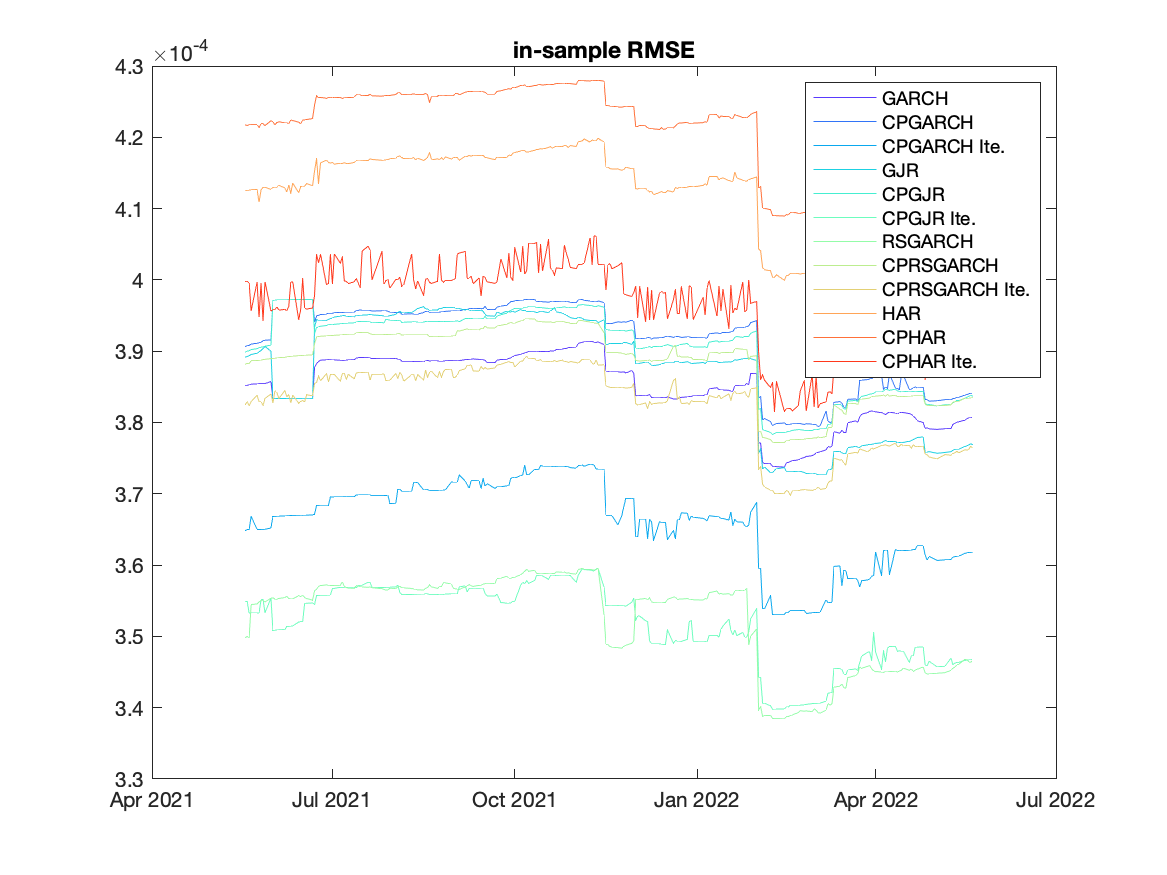 ×10-4
in-sample RMSE
4.3
4.2
4.1
4
3.9
3.8
3.7
3.6
3.5
3.4
3.3
GARCH
CPGARCH
CPGARCH Ite.
GJR
CPGJR
CPGJR Ite.
RSGARCH
CPRSGARCH
CPRSGARCH Ite.
HAR
CPHAR
CPHAR Ite.
Apr 2021
Jul 2021
Oct 2021
Jan 2022
Apr 2022
Jul 2022